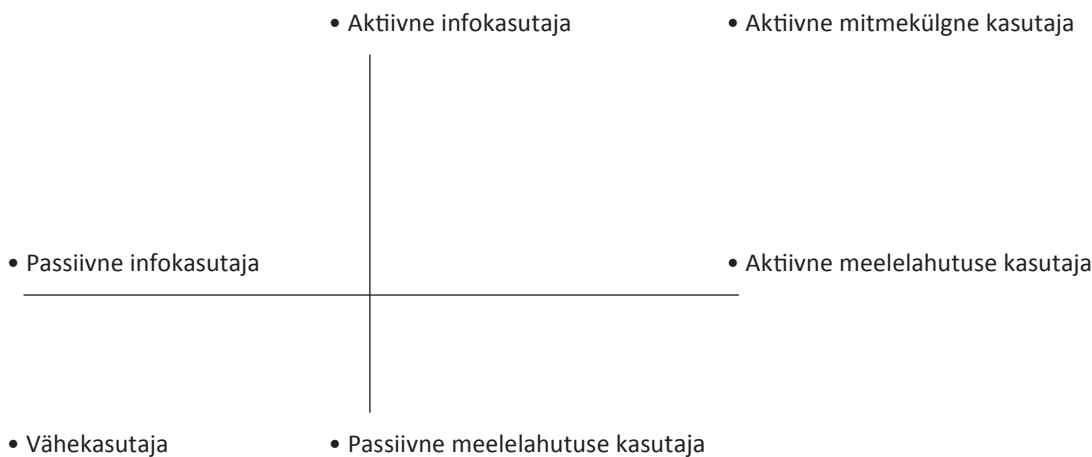 • Aktiivne infokasutaja
• Aktiivne mitmekülgne kasutaja
• Passiivne infokasutaja
• Aktiivne meelelahutuse kasutaja
• Vähekasutaja
• Passiivne meelelahutuse kasutaja